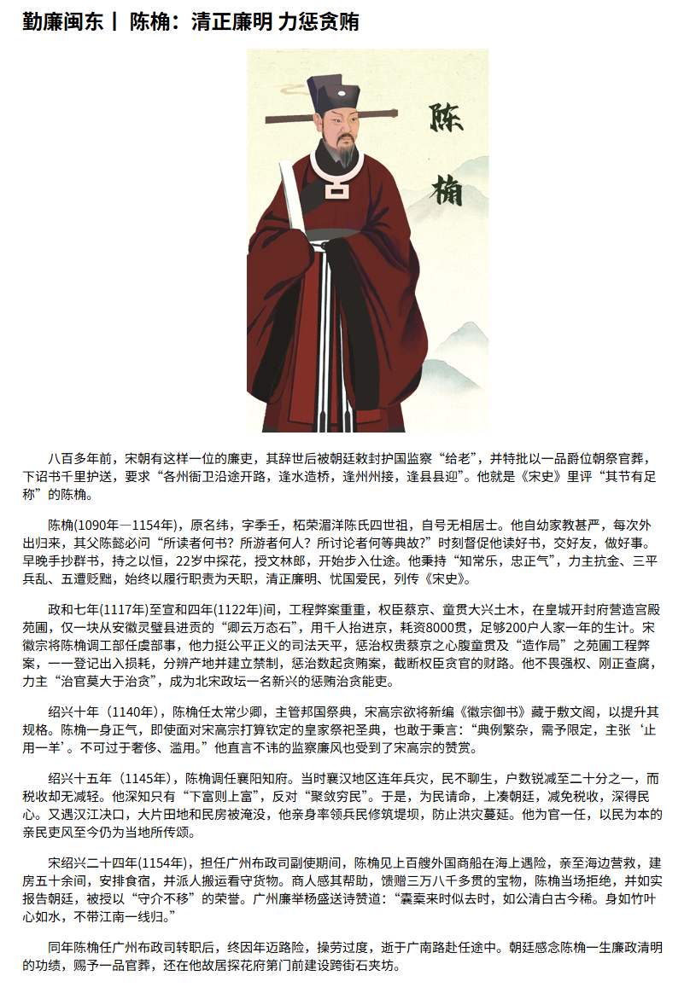 勤廉闽东丨 陈桷：清正廉明 力惩贪贿
陈
桷
八百多年前，宋朝有这样一位的廉吏，其辞世后被朝廷敕封护国监察“给老”，并特批以一品爵位朝祭官葬，
下诏书千里护送，要求“各州衙卫沿途开路，逢水造桥，逢州州接，逢县县迎”。他就是《宋史》里评“其节有足
称”的陈桷。
陈桷(1090年—1154年)，原名纬，字季壬，柘荣湄洋陈氏四世祖，自号无相居士。他自幼家教甚严，每次外
出归来，其父陈懿必问“所读者何书？所游者何人？所讨论者何等典故?”时刻督促他读好书，交好友，做好事。
早晚手抄群书，持之以恒，22岁中探花，授文林郎，开始步入仕途。他秉持“知常乐，忠正气”，力主抗金、三平
兵乱、五遭贬黜，始终以履行职责为天职，清正廉明、忧国爱民，列传《宋史》。
政和七年(1117年)至宣和四年(1122年)间，工程弊案重重，权臣蔡京、童贯大兴土木，在皇城开封府营造宫殿
苑圃，仅一块从安徽灵璧县进贡的“卿云万态石”，用千人抬进京，耗资8000贯，足够200户人家一年的生计。宋
徽宗将陈桷调工部任虞部事，他力挺公平正义的司法天平，惩治权贵蔡京之心腹童贯及“造作局”之苑圃工程弊
案，一一登记出入损耗，分辨产地并建立禁制，惩治数起贪贿案，截断权臣贪官的财路。他不畏强权、刚正查腐，
力主“治官莫大于治贪”，成为北宋政坛一名新兴的惩贿治贪能吏。
绍兴十年（1140年），陈桷任太常少卿，主管邦国祭典，宋高宗欲将新编《徽宗御书》藏于敷文阁，以提升其
规格。陈桷一身正气，即使面对宋高宗打算钦定的皇家祭祀圣典，也敢于秉言：“典例繁杂，需予限定，主张‘止
用一羊’。不可过于奢侈、滥用。”他直言不讳的监察廉风也受到了宋高宗的赞赏。
绍兴十五年（1145年），陈桷调任襄阳知府。当时襄汉地区连年兵灾，民不聊生，户数锐减至二十分之一，而
税收却无减轻。他深知只有“下富则上富”，反对“聚敛穷民”。于是，为民请命，上凑朝廷，减免税收，深得民
心。又遇汉江决口，大片田地和民房被淹没，他亲身率领兵民修筑堤坝，防止洪灾蔓延。他为官一任，以民为本的
亲民吏风至今仍为当地所传颂。
宋绍兴二十四年(1154年)，担任广州布政司副使期间，陈桷见上百艘外国商船在海上遇险，亲至海边营救，建
房五十余间，安排食宿，并派人搬运看守货物。商人感其帮助，馈赠三万八千多贯的宝物，陈桷当场拒绝，并如实
报告朝廷，被授以“守介不移”的荣誉。广州廉举杨盛送诗赞道：“囊橐来时似去时，如公清白古今稀。身如竹叶
心如水，不带江南一线归。”
同年陈桷任广州布政司转职后，终因年迈路险，操劳过度，逝于广南路赴任途中。朝廷感念陈桷一生廉政清明
的功绩，赐予一品官葬，还在他故居探花府第门前建设跨街石夹坊。